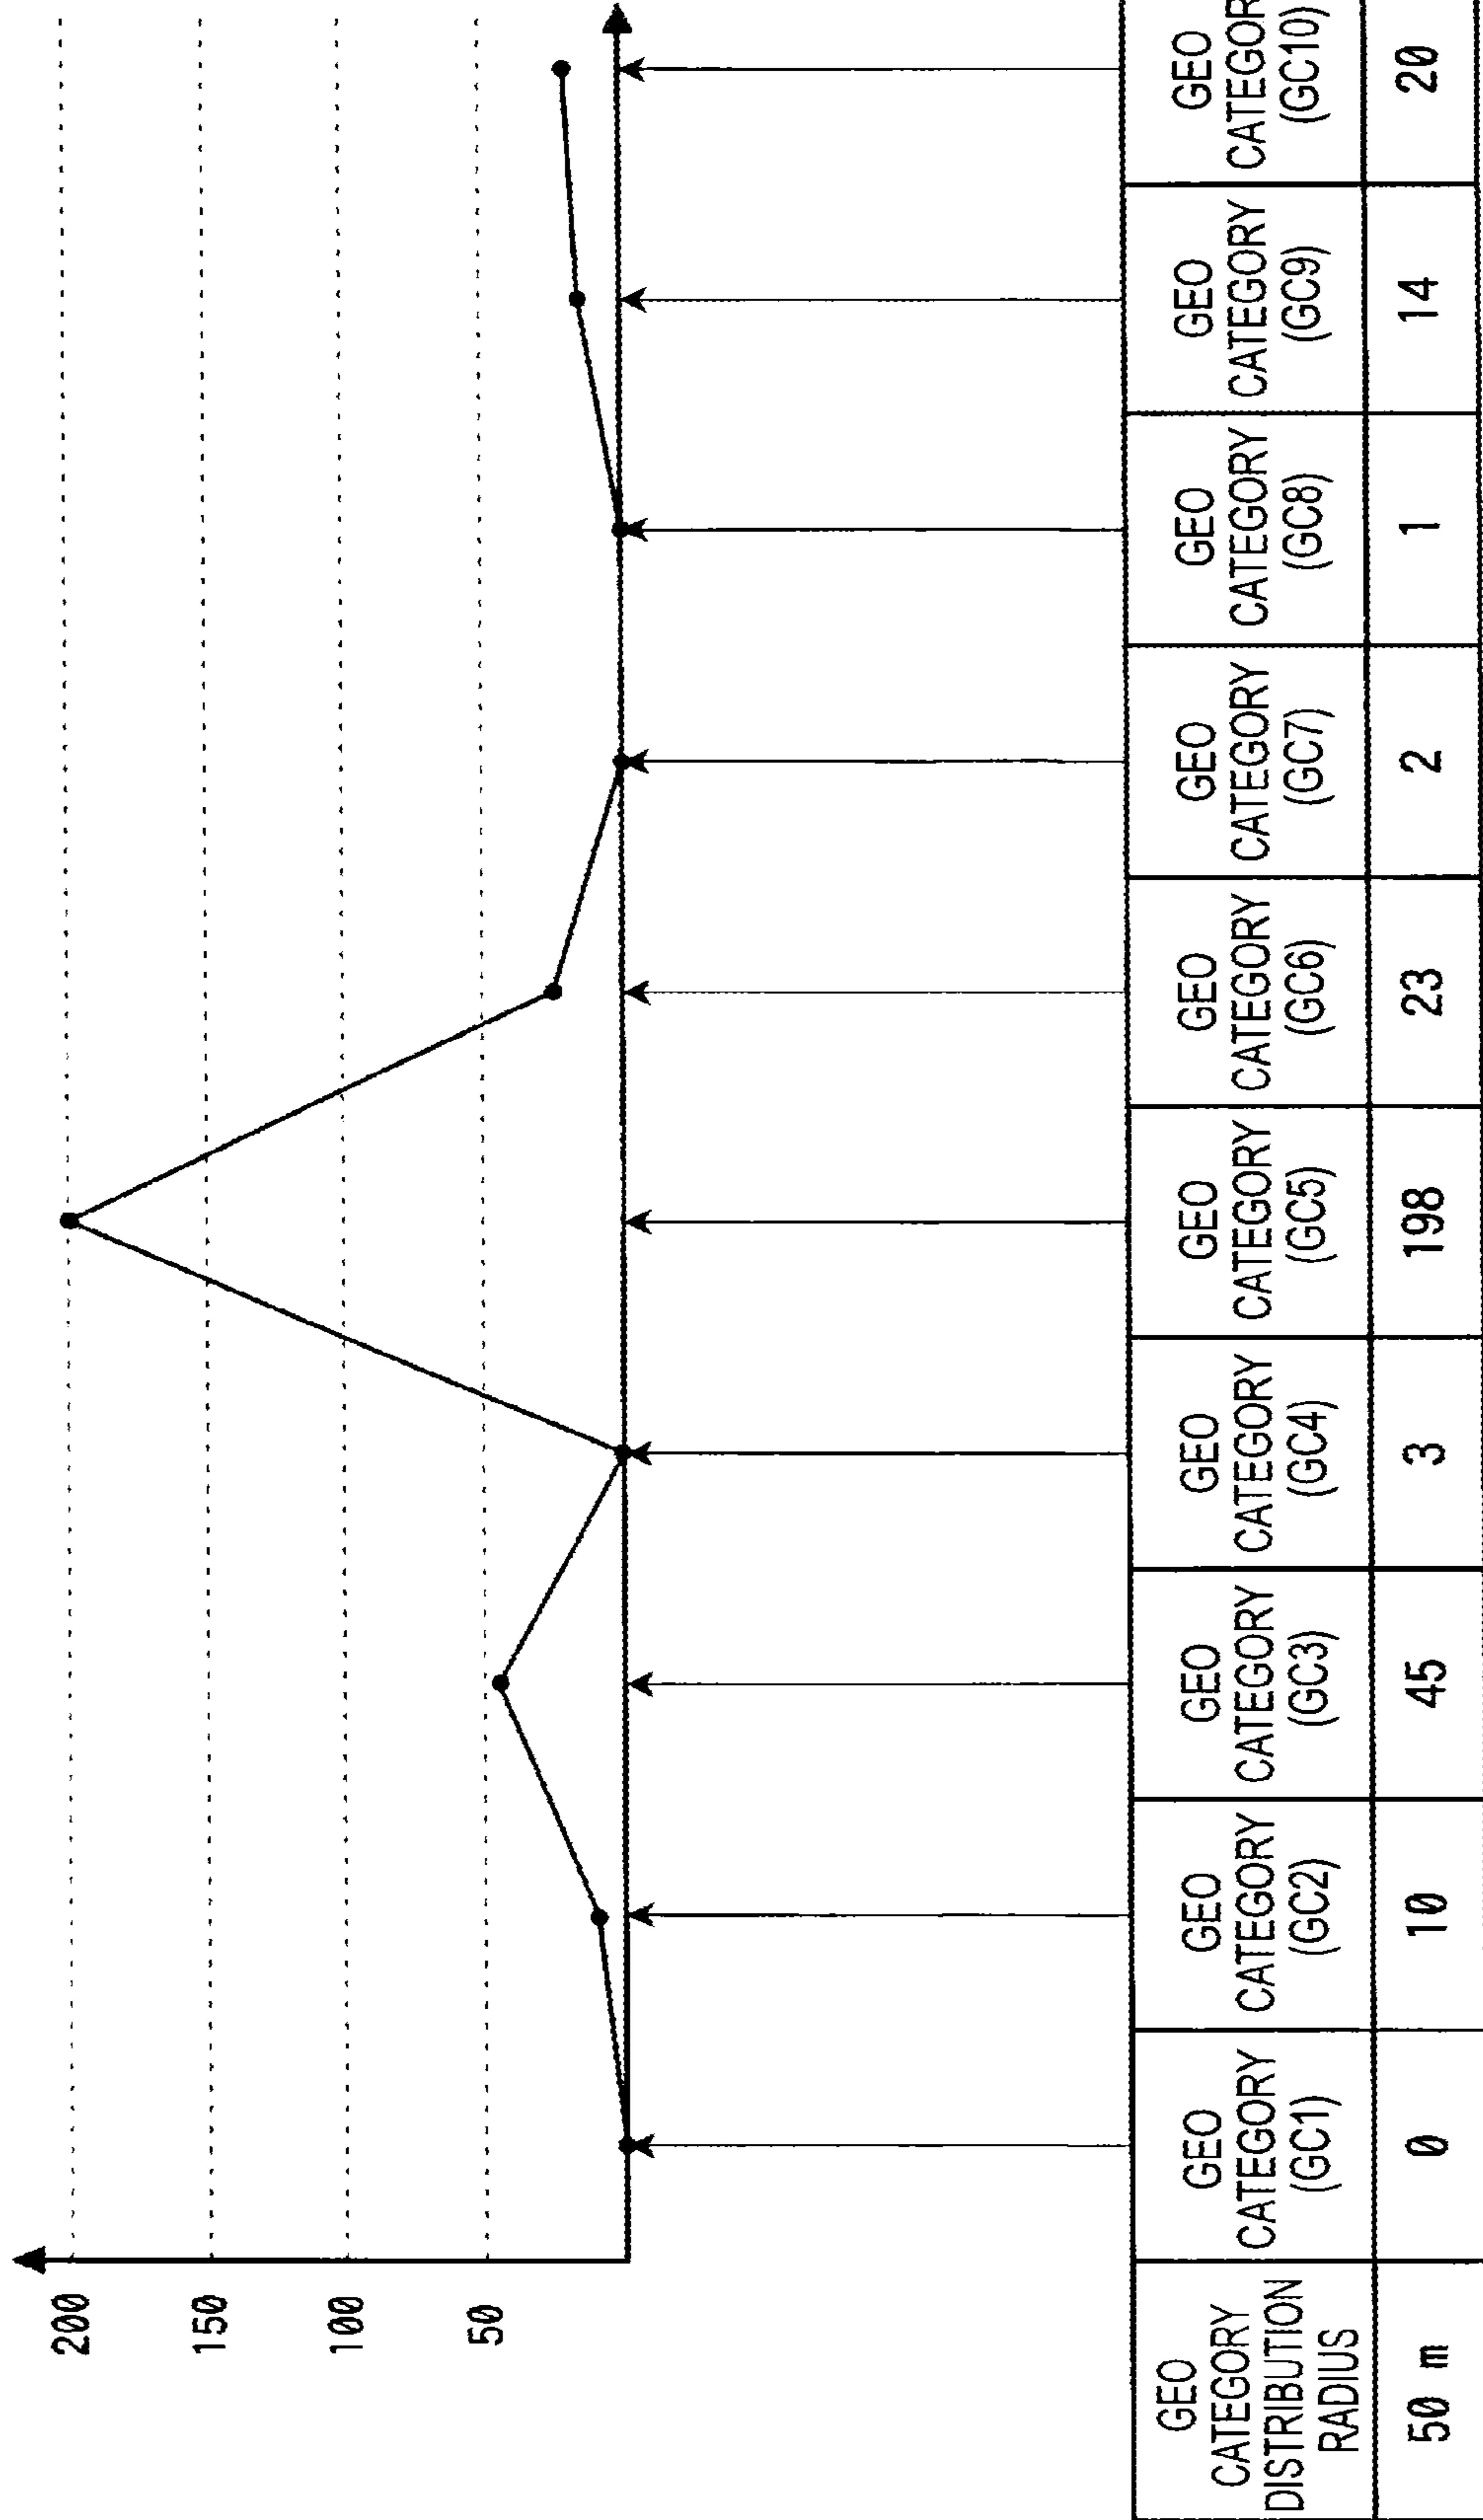 200
150
100
50
GEO
CATEGORY
DISTRIBUTION
RADIUS
GEO
CATEGORY
(GC1)
GEO
CATEGORY
(GC2)
GEO
CATEGORY
(GC3)
GEO
CATEGORY
(GC4)
GEO
CATEGORY
(GC5)
GEO
CATEGORY
(GC6)
GEO
CATEGORY
(GC7)
GEO
CATEGORY
(GC8)
GEO
CATEGORY
(GC9)
GEO
CATEGOR
(GC10)
50 m
0
10
45
3
198
23
2
1
14
20